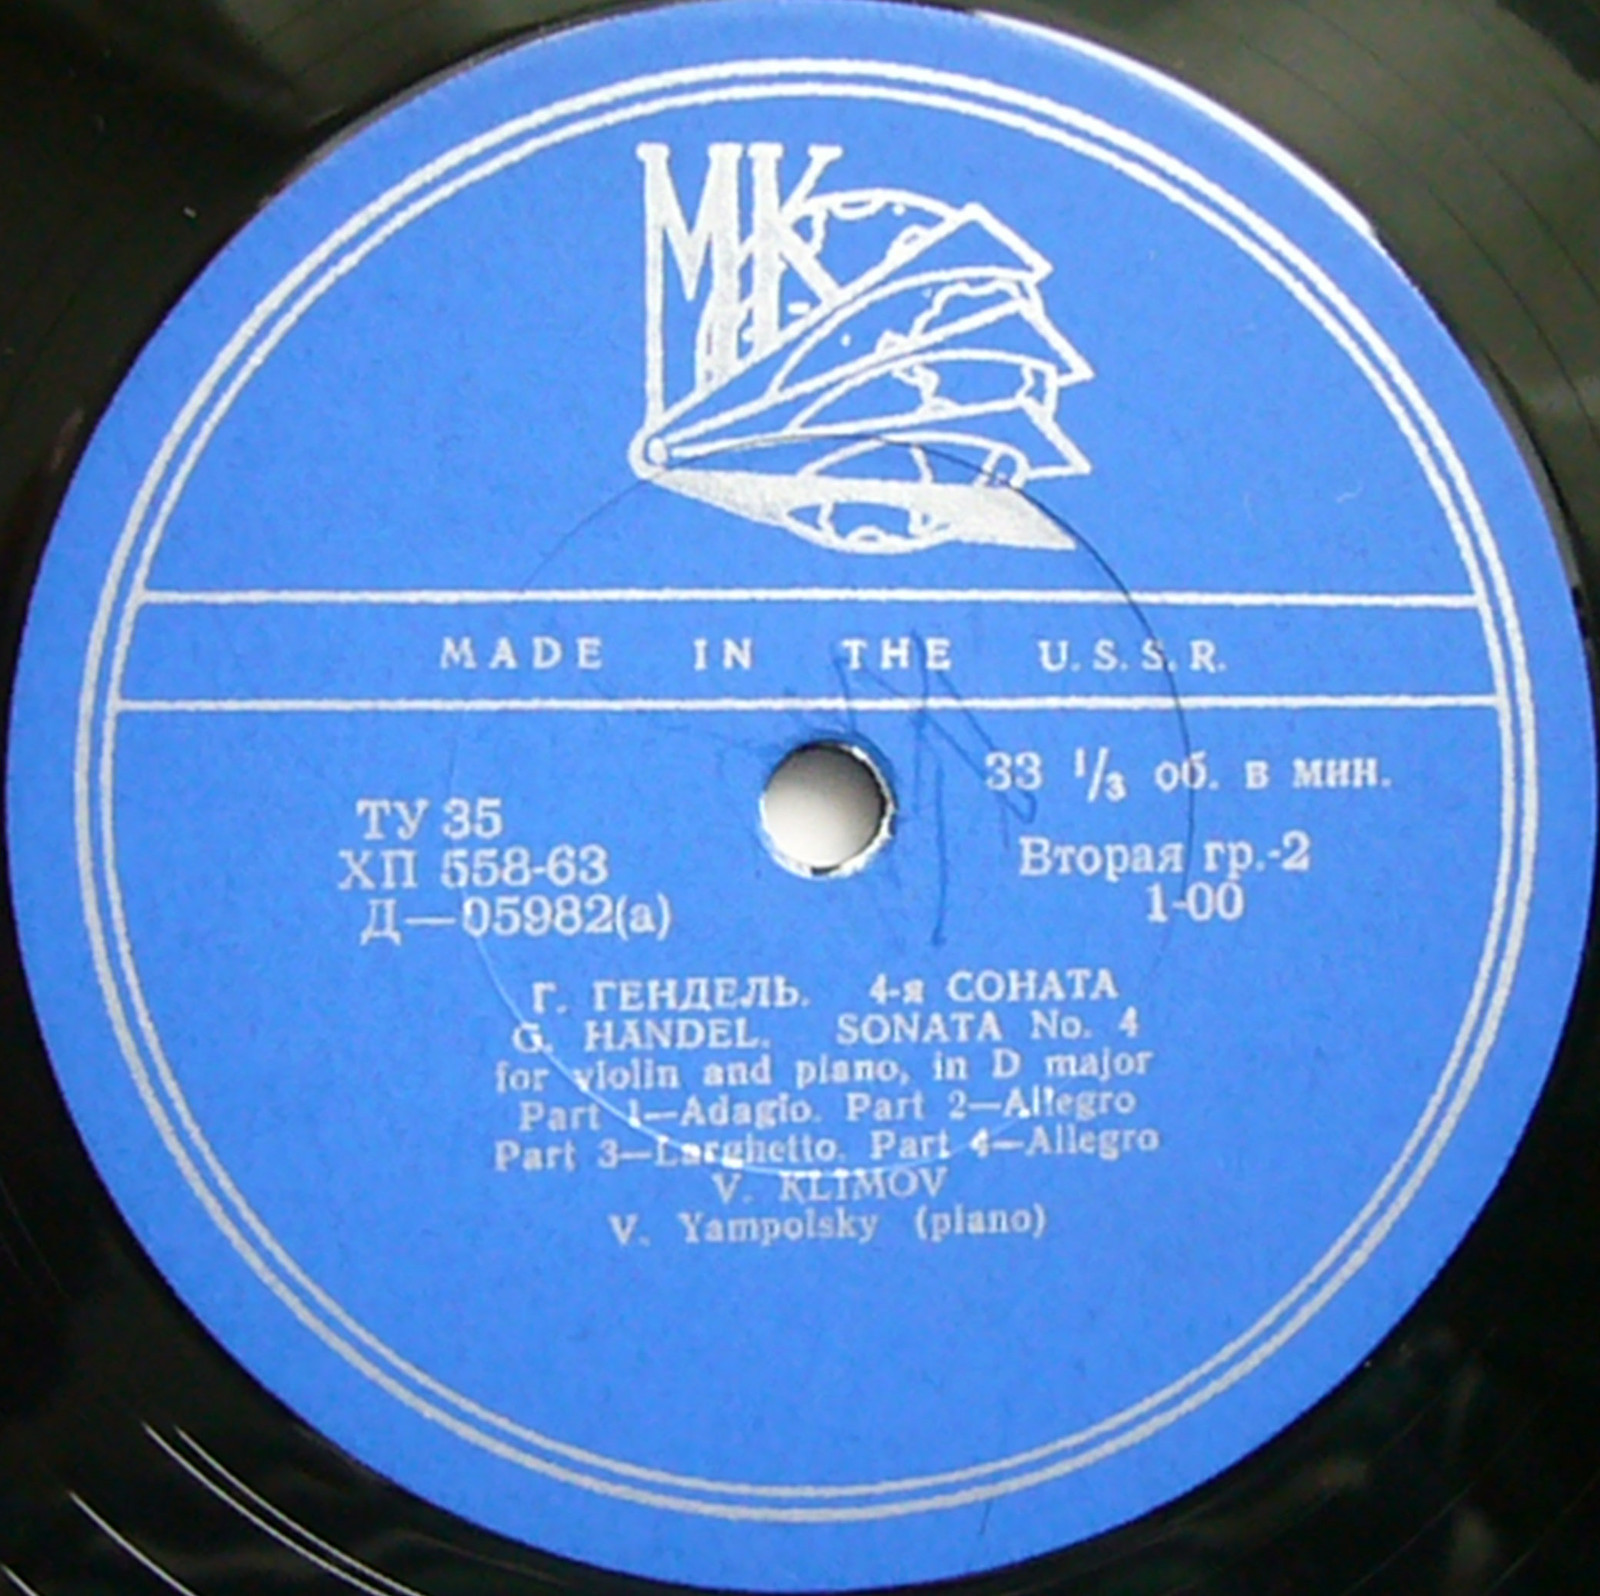 МК
MADE IN THE U.S.S.R.
33 1/3 об. в мин.
ТУ 35
ХП 558-63
Д—05982(а)
Вторая гр.-2
1-00
Г. ГЕНДЕЛЬ. 4-я СОНАТА
G. HANDEL. SONATA No. 4
for violin and piano, in D major
Part 1—Adagio. Part 2—Allegro
Part 3—Larghetto. Part 4—Allegro
V. KLIMOV
V. Yampolsky (piano)